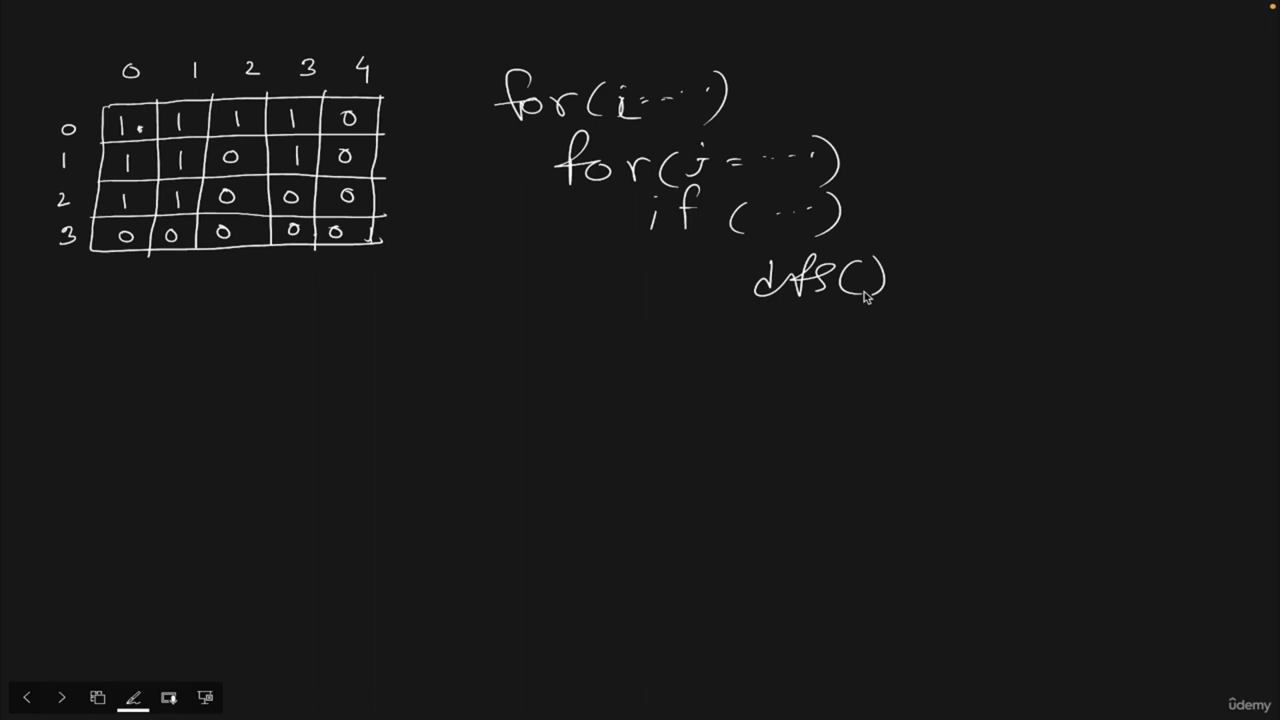 0 1 2 3 4
0 1. 1 1 1 0
1 1 1 0 1 0
2 1 1 0 0 0
3 0 0 0 0 0
for(i=---)
for(j = ----)
if (---)
dfs()
ûdemy